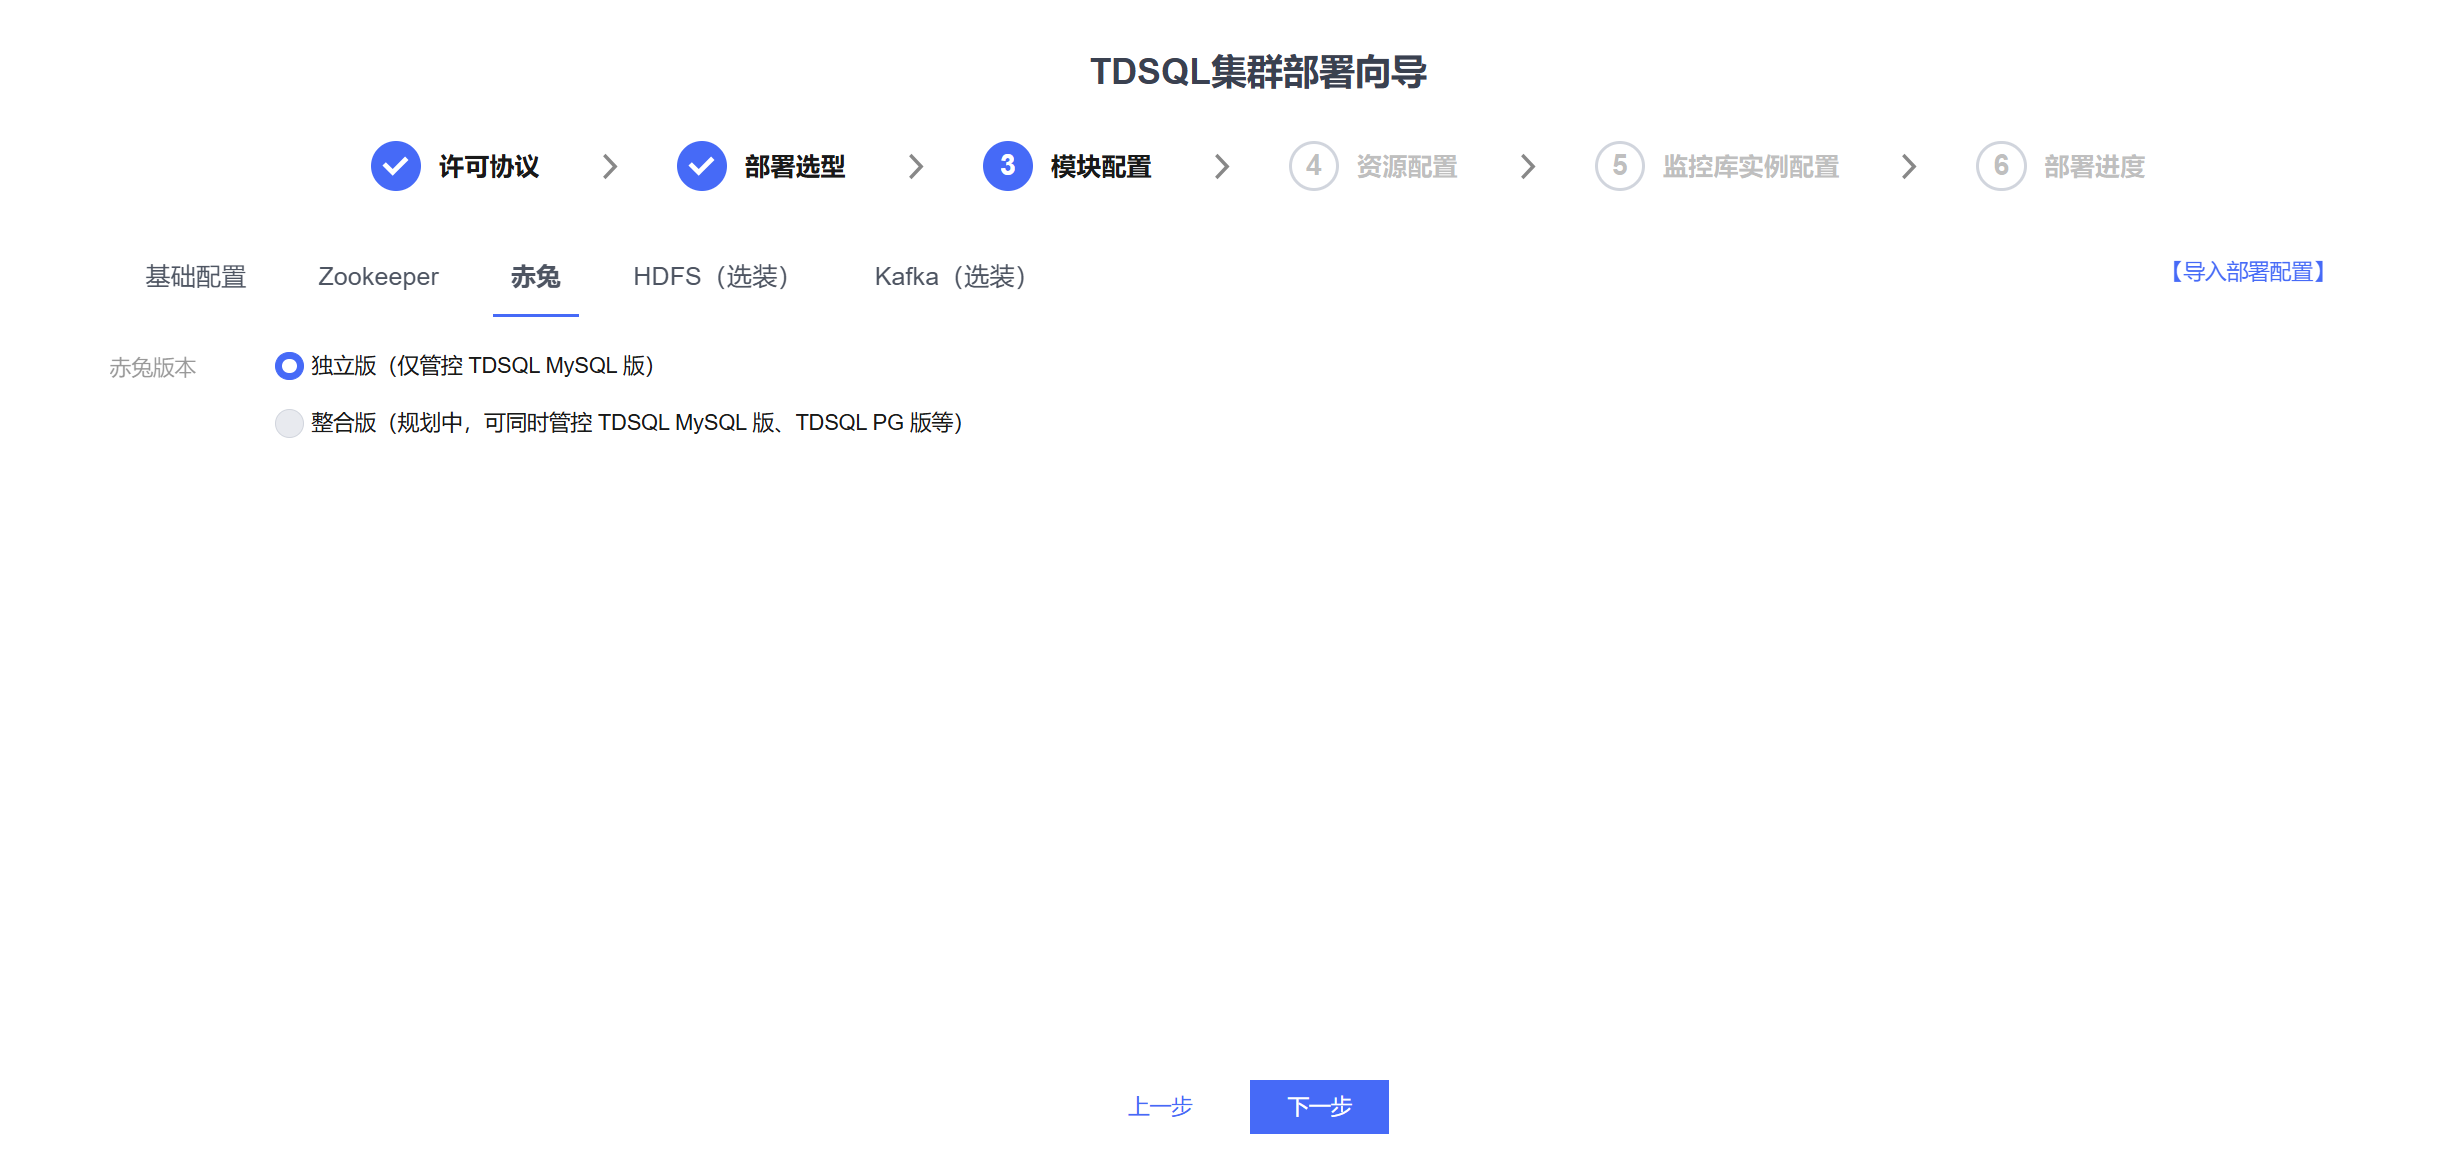 TDSQL集群部署向导
许可协议
部署选型
3 模块配置
4 资源配置
5 监控库实例配置
6 部署进度
基础配置
Zookeeper
赤兔
HDFS（选装）
Kafka（选装）
【导入部署配置】
赤兔版本
独立版（仅管控 TDSQL MySQL 版）
整合版（规划中，可同时管控 TDSQL MySQL 版、TDSQL PG 版等）
上一步
下一步